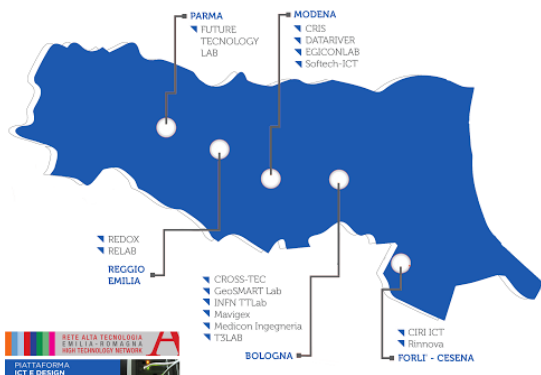 PARMA
FUTURE
TECNOLOGY
LAB
MODENA
CRIS
DATARIVER
EGICONLAB
Softech-ICT
REDOX
RELAB
REGGIO
EMILIA
CROSS-TEC
GeoSMART Lab
INFN TTLab
Mavigex
Medicon Ingegneria
T3LAB
BOLOGNA
CIRI ICT
Rinnova
FORLI' - CESENA
RETE ALTA TECNOLOGIA
EMILIA-ROMAGNA
HIGH TECHNOLOGY NETWORK
PIATTAFORMA
ICT E DESIGN